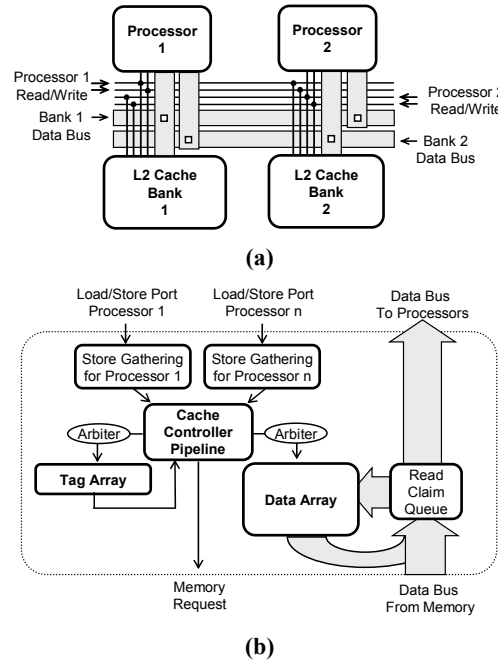 Processor
1
Processor
2
Processor 1
Read/Write
Processor 2
Read/Write
Bank 1
Data Bus
Bank 2
Data Bus
L2 Cache
Bank
1
L2 Cache
Bank
2
(a)
Load/Store Port
Processor 1
Load/Store Port
Processor n
Data Bus
To Processors
Store Gathering
for Processor 1
Store Gathering
for Processor n
Arbiter
Cache
Controller
Pipeline
Arbiter
Tag Array
Data Array
Read
Claim
Queue
Memory
Request
Data Bus
From Memory
(b)